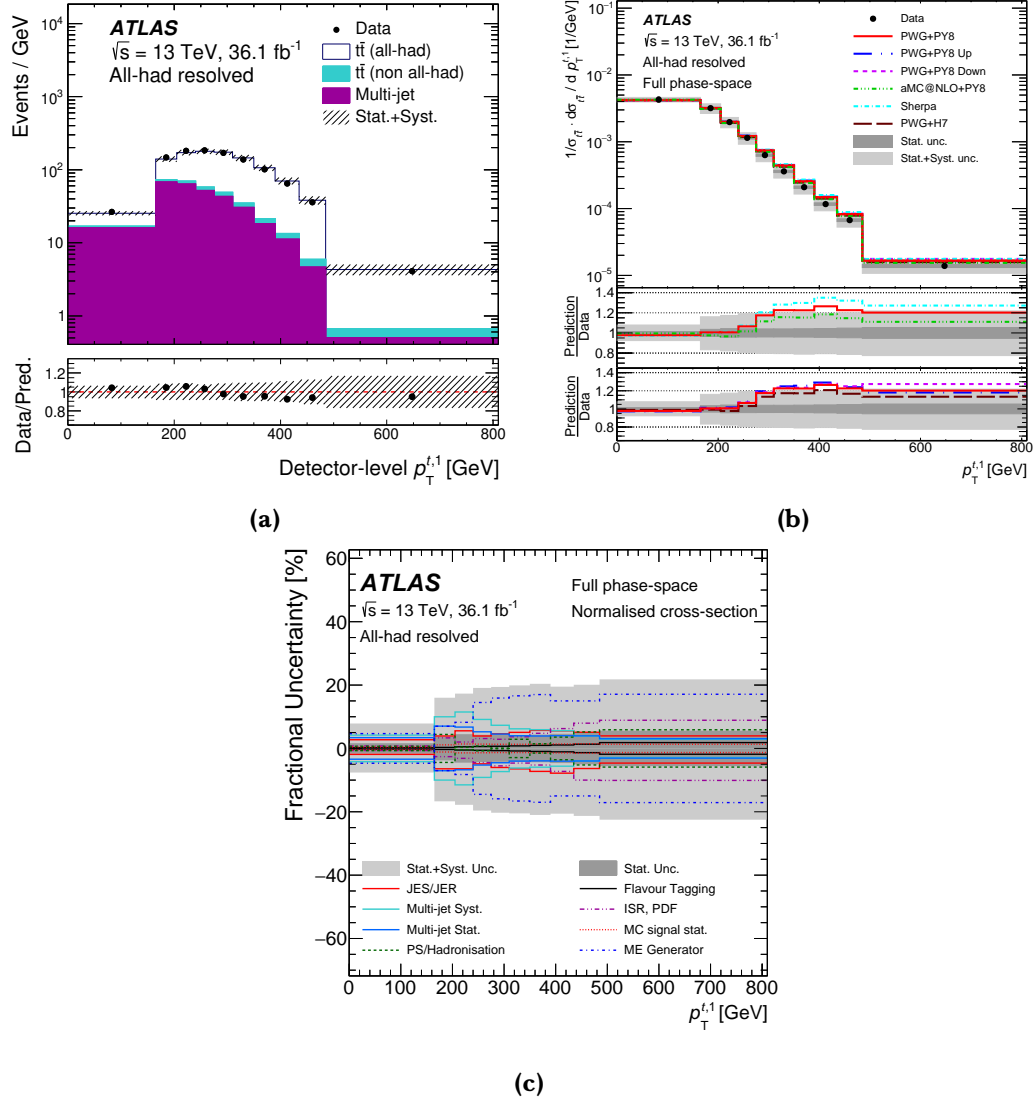 ATLAS
√s = 13 TeV, 36.1 fb⁻¹
All-had resolved
Data
tt̄ (all-had)
tt̄ (non all-had)
Multi-jet
Stat.+Syst.
Events / GeV
10⁴
10³
10²
10
1
Data/Pred.
1.2
1
0.8
0 200 400 600 800
Detector-level p_T^{t,1} [GeV]
(a)
ATLAS
√s = 13 TeV, 36.1 fb⁻¹
All-had resolved
Full phase-space
Data
PWG+PY8
PWG+PY8 Up
PWG+PY8 Down
aMC@NLO+PY8
Sherpa
PWG+H7
Stat. unc.
Stat.+Syst. unc.
1/σ_{tt̄} · dσ_{tt̄} / d p_T^{t,1} [1/GeV]
10⁻¹
10⁻²
10⁻³
10⁻⁴
10⁻⁵
Prediction
Data
1.4
1.2
1
0.8
Prediction
Data
1.4
1.2
1
0.8
0 200 400 600 800
p_T^{t,1} [GeV]
(b)
ATLAS
√s = 13 TeV, 36.1 fb⁻¹
All-had resolved
Full phase-space
Normalised cross-section
Fractional Uncertainty [%]
60
40
20
0
−20
−40
−60
Stat.+Syst. Unc.
JES/JER
Multi-jet Syst.
Multi-jet Stat.
PS/Hadronisation
Stat. Unc.
Flavour Tagging
ISR, PDF
MC signal stat.
ME Generator
0 100 200 300 400 500 600 700 800
p_T^{t,1} [GeV]
(c)